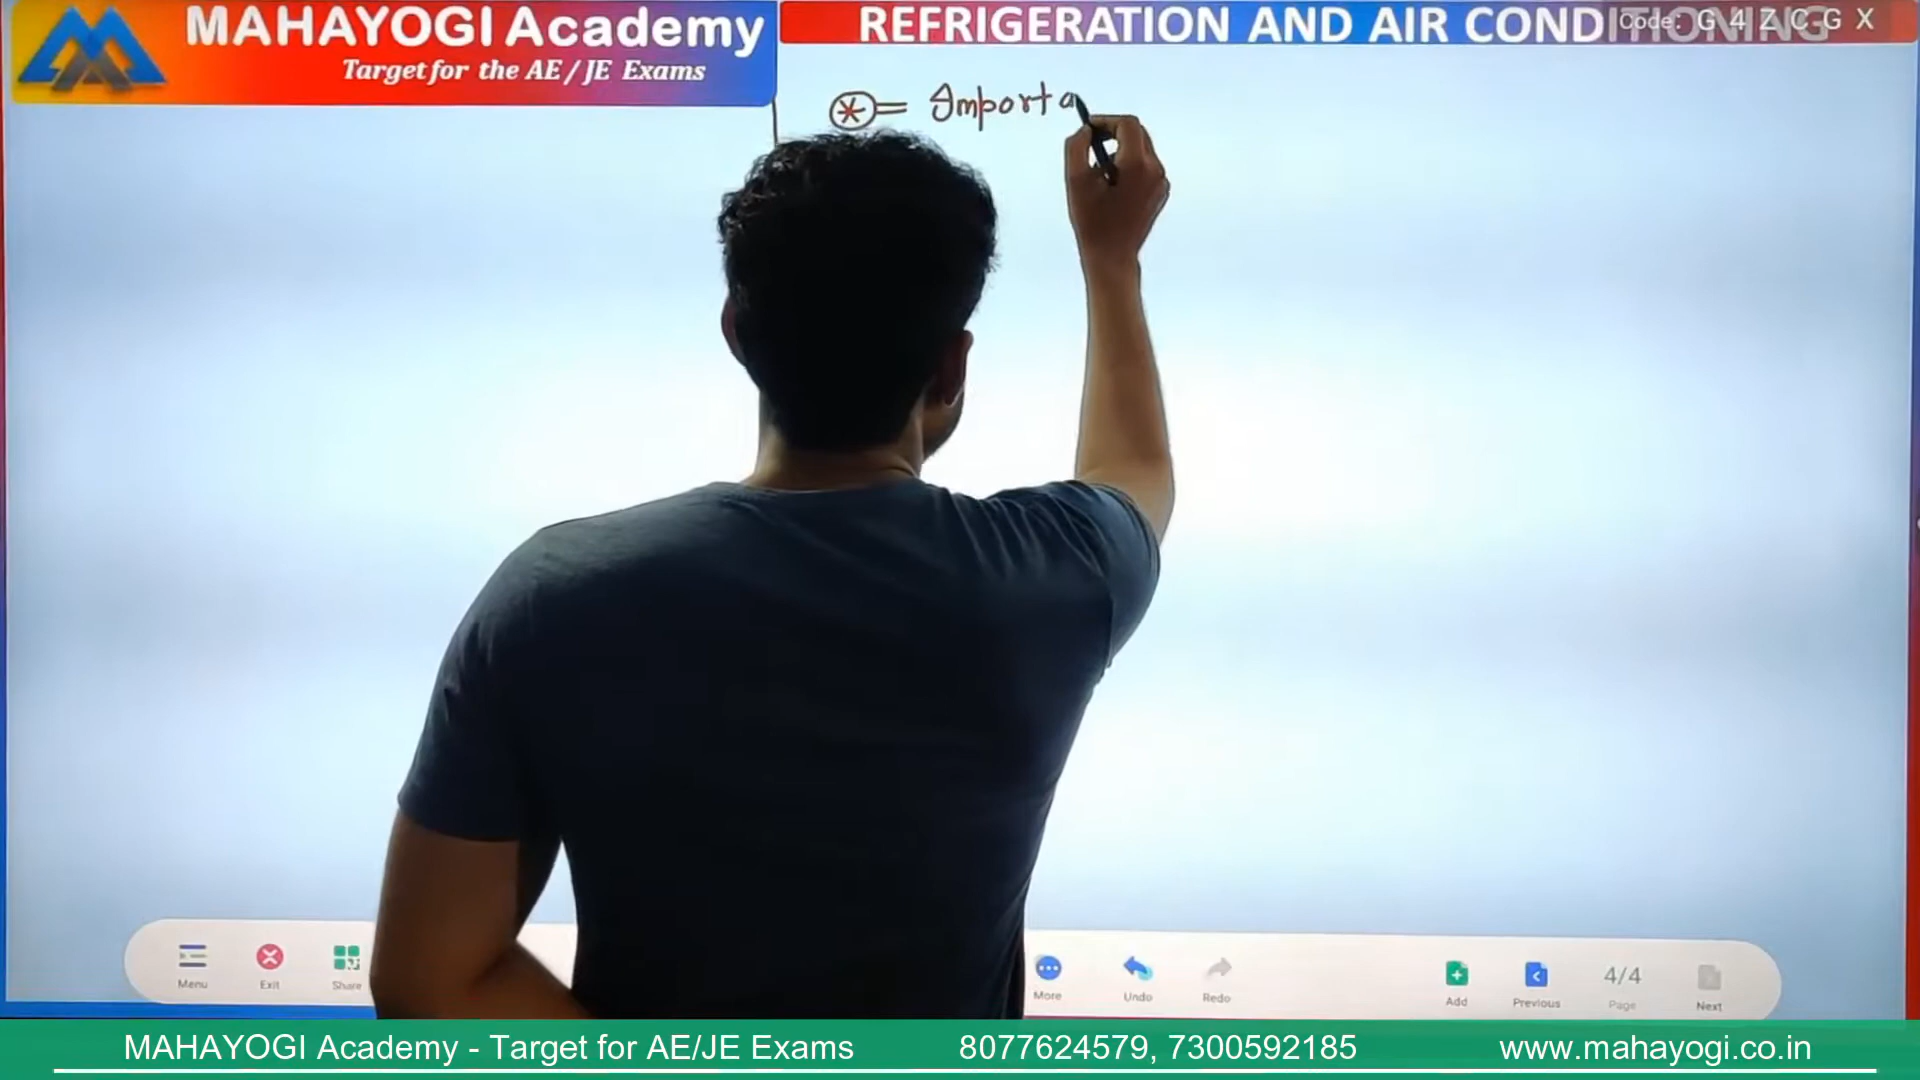 MAHAYOGI Academy
Target for the AE / JE Exams
REFRIGERATION AND AIR CONDITIONING
Code: G 4 Z C G X
Importa
Menu
Exit
Share
More
Undo
Redo
Add
Previous
4/4
Page
Next
MAHAYOGI Academy - Target for AE/JE Exams 8077624579, 7300592185 www.mahayogi.co.in